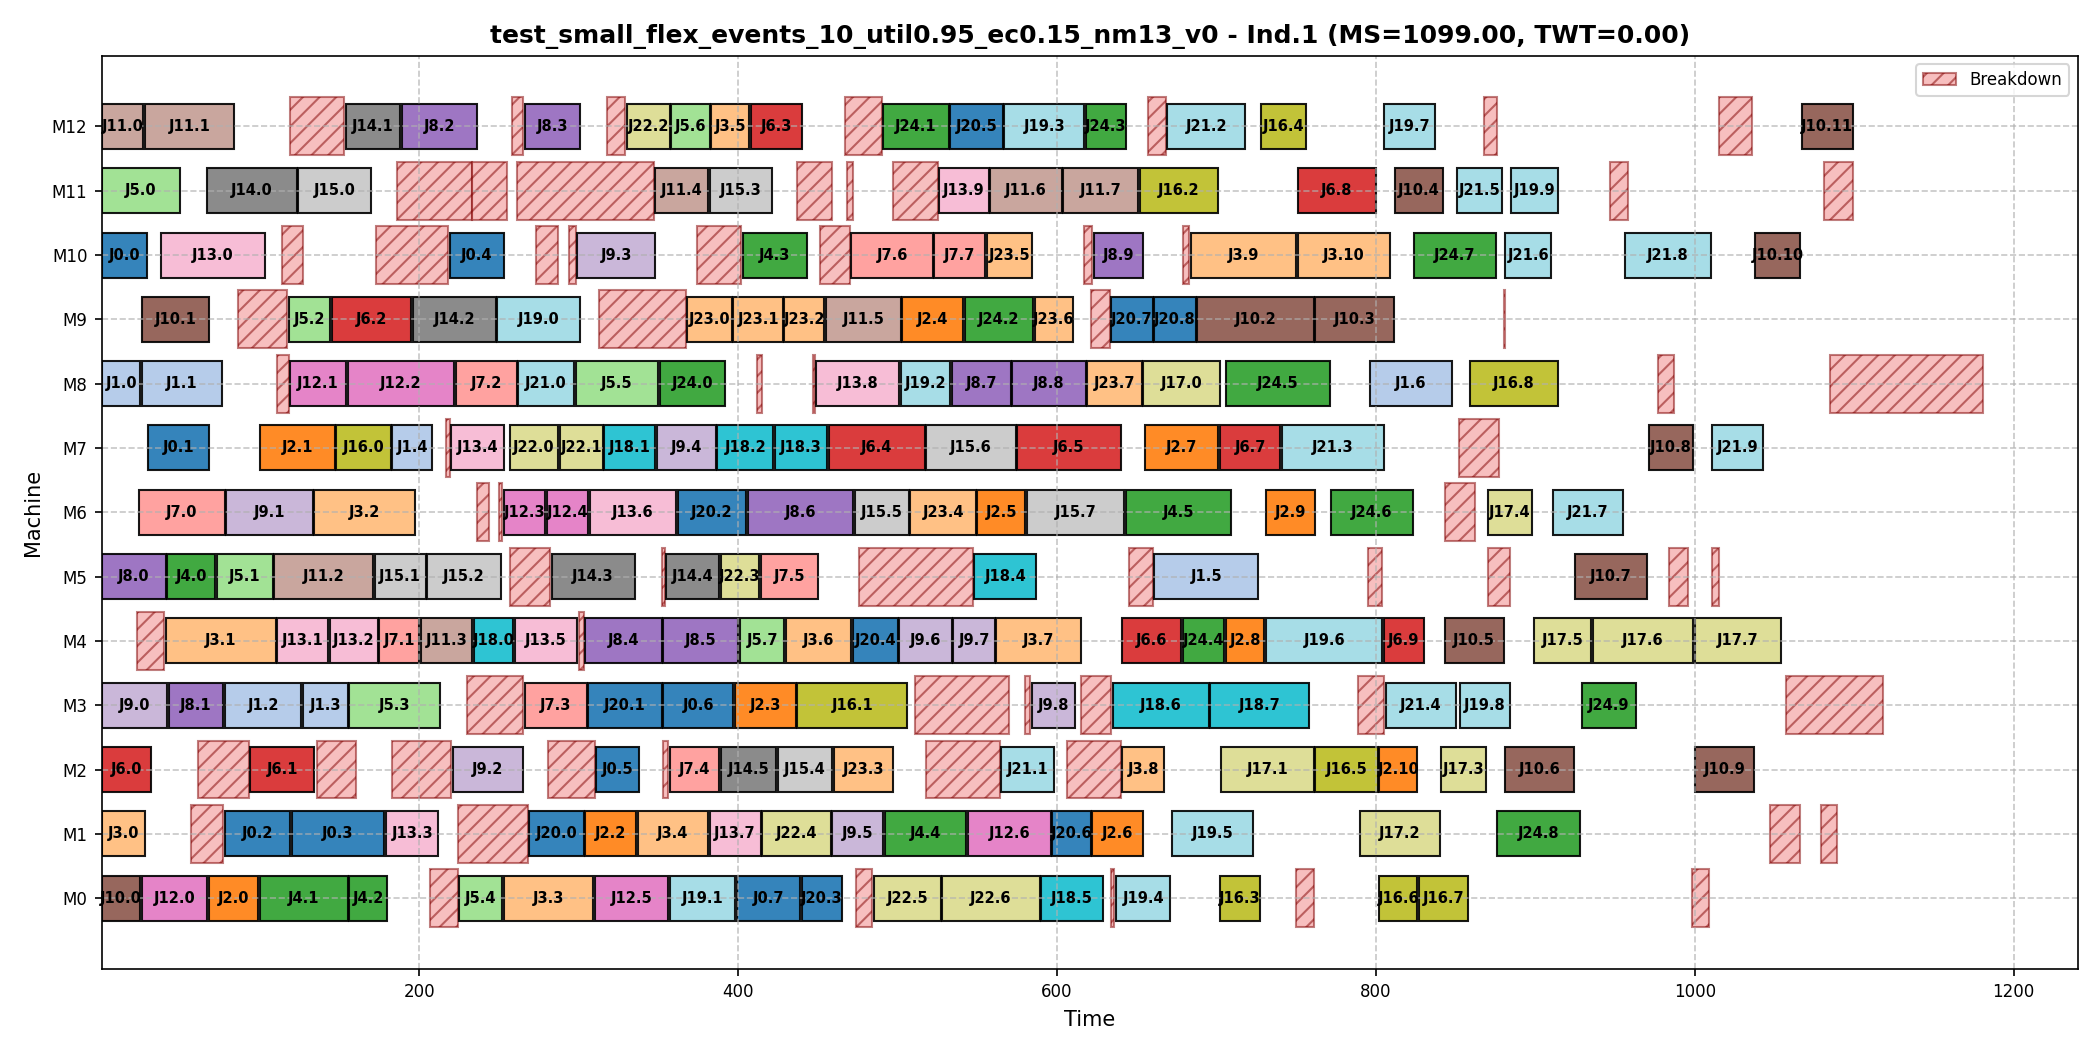 test_small_flex_events_10_util0.95_ec0.15_nm13_v0 - Ind.1 (MS=1099.00, TWT=0.00)
Breakdown
Machine
M12 J11.0 J11.1 J14.1 J8.2 J8.3 J22.2 J5.6 J3.5 J6.3 J24.1 J20.5 J19.3 J24.3 J21.2 J16.4 J19.7 J10.11
M11 J5.0 J14.0 J15.0 J11.4 J15.3 J13.9 J11.6 J11.7 J16.2 J6.8 J10.4 J21.5 J19.9
M10 J0.0 J13.0 J0.4 J9.3 J4.3 J7.6 J7.7 J23.5 J8.9 J3.9 J3.10 J24.7 J21.6 J21.8 J10.10
M9 J10.1 J5.2 J6.2 J14.2 J19.0 J23.0 J23.1 J23.2 J11.5 J2.4 J24.2 J23.6 J20.7 J20.8 J10.2 J10.3
M8 J1.0 J1.1 J12.1 J12.2 J7.2 J21.0 J5.5 J24.0 J13.8 J19.2 J8.7 J8.8 J23.7 J17.0 J24.5 J1.6 J16.8
M7 J0.1 J2.1 J16.0 J1.4 J13.4 J22.0 J22.1 J18.1 J9.4 J18.2 J18.3 J6.4 J15.6 J6.5 J2.7 J6.7 J21.3 J10.8 J21.9
M6 J7.0 J9.1 J3.2 J12.3 J12.4 J13.6 J20.2 J8.6 J15.5 J23.4 J2.5 J15.7 J4.5 J2.9 J24.6 J17.4 J21.7
M5 J8.0 J4.0 J5.1 J11.2 J15.1 J15.2 J14.3 J14.4 J22.3 J7.5 J18.4 J1.5 J10.7
M4 J3.1 J13.1 J13.2 J7.1 J11.3 J18.0 J13.5 J8.4 J8.5 J5.7 J3.6 J20.4 J9.6 J9.7 J3.7 J6.6 J24.4 J2.8 J19.6 J6.9 J10.5 J17.5 J17.6 J17.7
M3 J9.0 J8.1 J1.2 J1.3 J5.3 J7.3 J20.1 J0.6 J2.3 J16.1 J9.8 J18.6 J18.7 J21.4 J19.8 J24.9
M2 J6.0 J6.1 J9.2 J0.5 J7.4 J14.5 J15.4 J23.3 J21.1 J3.8 J17.1 J16.5 J2.10 J17.3 J10.6 J10.9
M1 J3.0 J0.2 J0.3 J13.3 J20.0 J2.2 J3.4 J13.7 J22.4 J9.5 J4.4 J12.6 J20.6 J2.6 J19.5 J17.2 J24.8
M0 J10.0 J12.0 J2.0 J4.1 J4.2 J5.4 J3.3 J12.5 J19.1 J0.7 J20.3 J22.5 J22.6 J18.5 J19.4 J16.3 J16.6 J16.7
200 400 600 800 1000 1200
Time